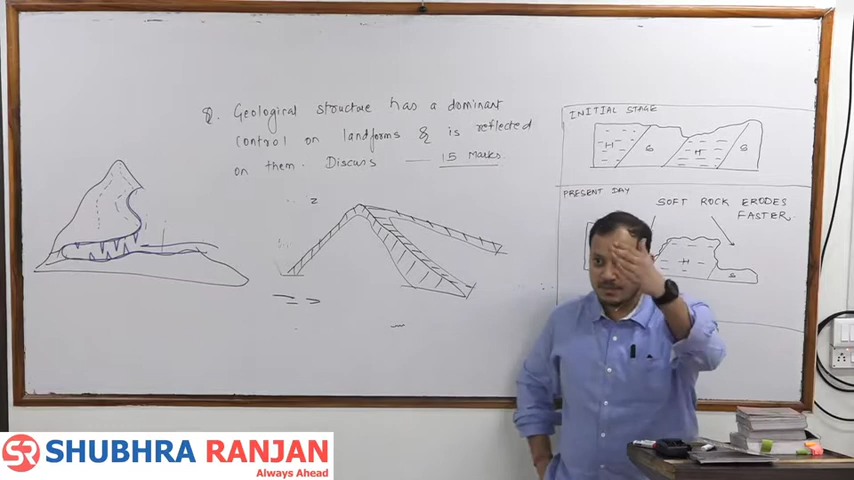 Q. Geological structure has a dominant
control on landforms & is reflected
on them. Discuss — 15 Marks.
INITIAL STAGE
H S H S
PRESENT DAY
SOFT ROCK ERODES
FASTER.
H S
SR SHUBHRA RANJAN
Always Ahead